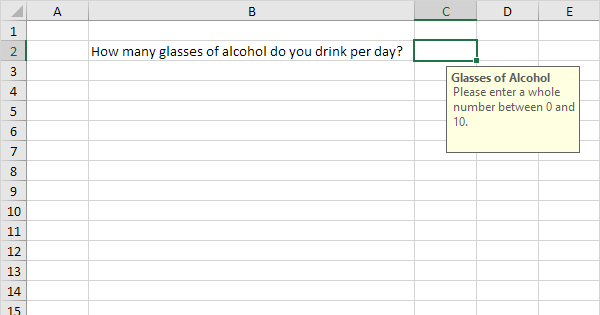 A B C D E
1
2 How many glasses of alcohol do you drink per day?
3 Glasses of Alcohol
4 Please enter a whole
5 number between 0 and
6 10.
7
8
9
10
11
12
13
14
15